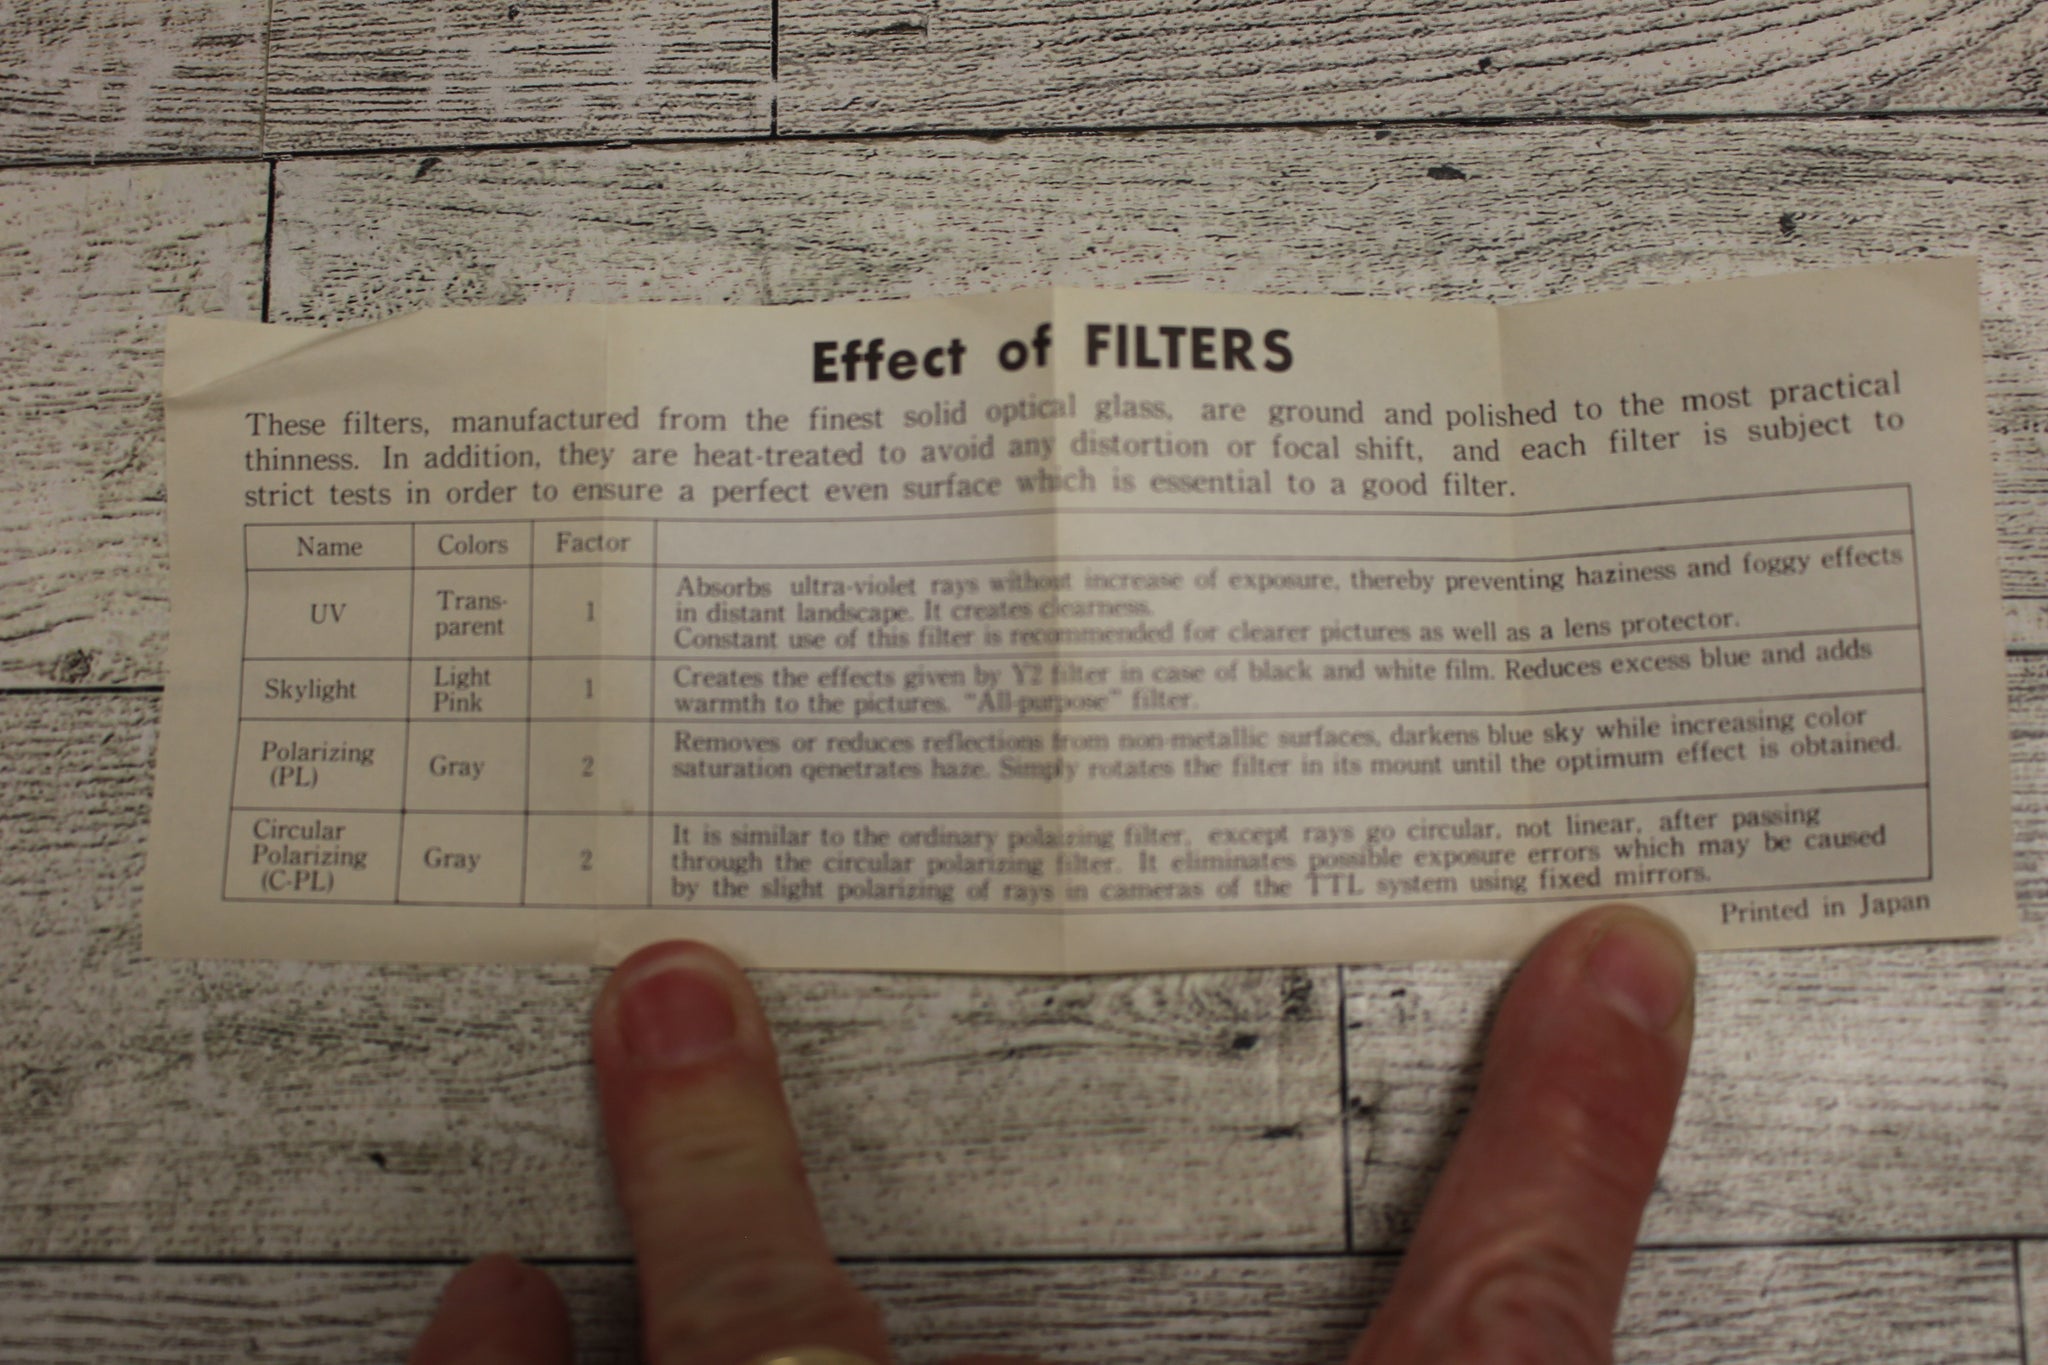 Effect of FILTERS
These filters, manufactured from the finest solid optical glass, are ground and polished to the most practical
thinness. In addition, they are heat-treated to avoid any distortion or focal shift, and each filter is subject to
strict tests in order to ensure a perfect even surface which is essential to a good filter.
Name Colors Factor
UV Trans-
parent 1 Absorbs ultra-violet rays without increase of exposure, thereby preventing haziness and foggy effects
in distant landscape. It creates clearness.
Constant use of this filter is recommended for clearer pictures as well as a lens protector.
Skylight Light
Pink 1 Creates the effects given by Y2 filter in case of black and white film. Reduces excess blue and adds
warmth to the pictures. "All-purpose" filter.
Polarizing
(PL) Gray 2 Removes or reduces reflections from non-metallic surfaces, darkens blue sky while increasing color
saturation qenetrates haze. Simply rotates the filter in its mount until the optimum effect is obtained.
Circular
Polarizing
(C-PL) Gray 2 It is similar to the ordinary polaizing filter, except rays go circular, not linear, after passing
through the circular polarizing filter. It eliminates possible exposure errors which may be caused
by the slight polarizing of rays in cameras of the TTL system using fixed mirrors.
Printed in Japan